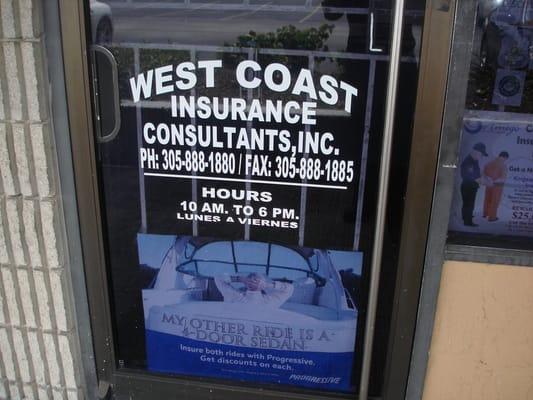 WEST COAST
INSURANCE
CONSULTANTS,INC.
PH: 305-888-1880 / FAX: 305-888-1885
HOURS
10 AM. TO 6 PM.
LUNES A VIERNES
MY OTHER RIDE IS A
4-DOOR SEDAN
Insure both rides with Progressive.
Get discounts on each.
PROGRESSIVE